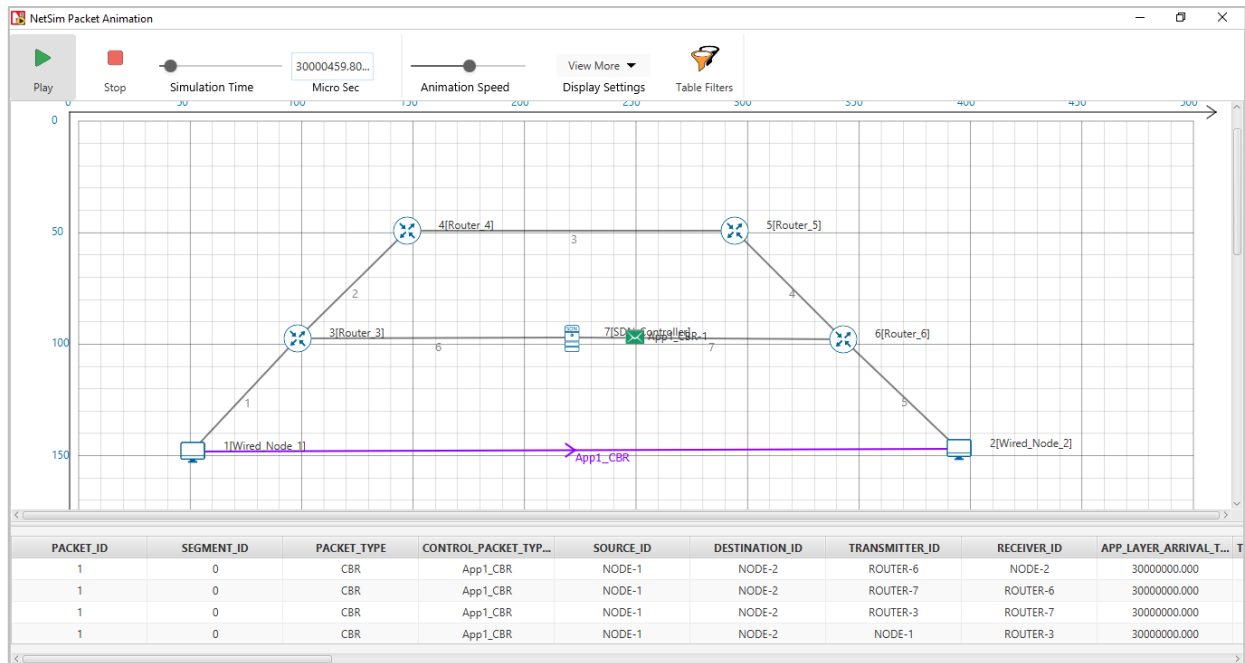 NetSim Packet Animation
30000459.80...
View More
Play
Stop
Simulation Time
Micro Sec
Animation Speed
Display Settings
Table Filters
0 50 100 150 200 250 300 350 400 450 500
0
4[Router_4]
5[Router_5]
50
3
2
4
3[Router_3]
7[SDN_Controller]
App1_CBR-1
6[Router_6]
100
6
7
1
5
1[Wired_Node_1]
2[Wired_Node_2]
150
App1_CBR
PACKET_ID SEGMENT_ID PACKET_TYPE CONTROL_PACKET_TYP... SOURCE_ID DESTINATION_ID TRANSMITTER_ID RECEIVER_ID APP_LAYER_ARRIVAL_T... T
1 0 CBR App1_CBR NODE-1 NODE-2 ROUTER-6 NODE-2 30000000.000
1 0 CBR App1_CBR NODE-1 NODE-2 ROUTER-7 ROUTER-6 30000000.000
1 0 CBR App1_CBR NODE-1 NODE-2 ROUTER-3 ROUTER-7 30000000.000
1 0 CBR App1_CBR NODE-1 NODE-2 NODE-1 ROUTER-3 30000000.000